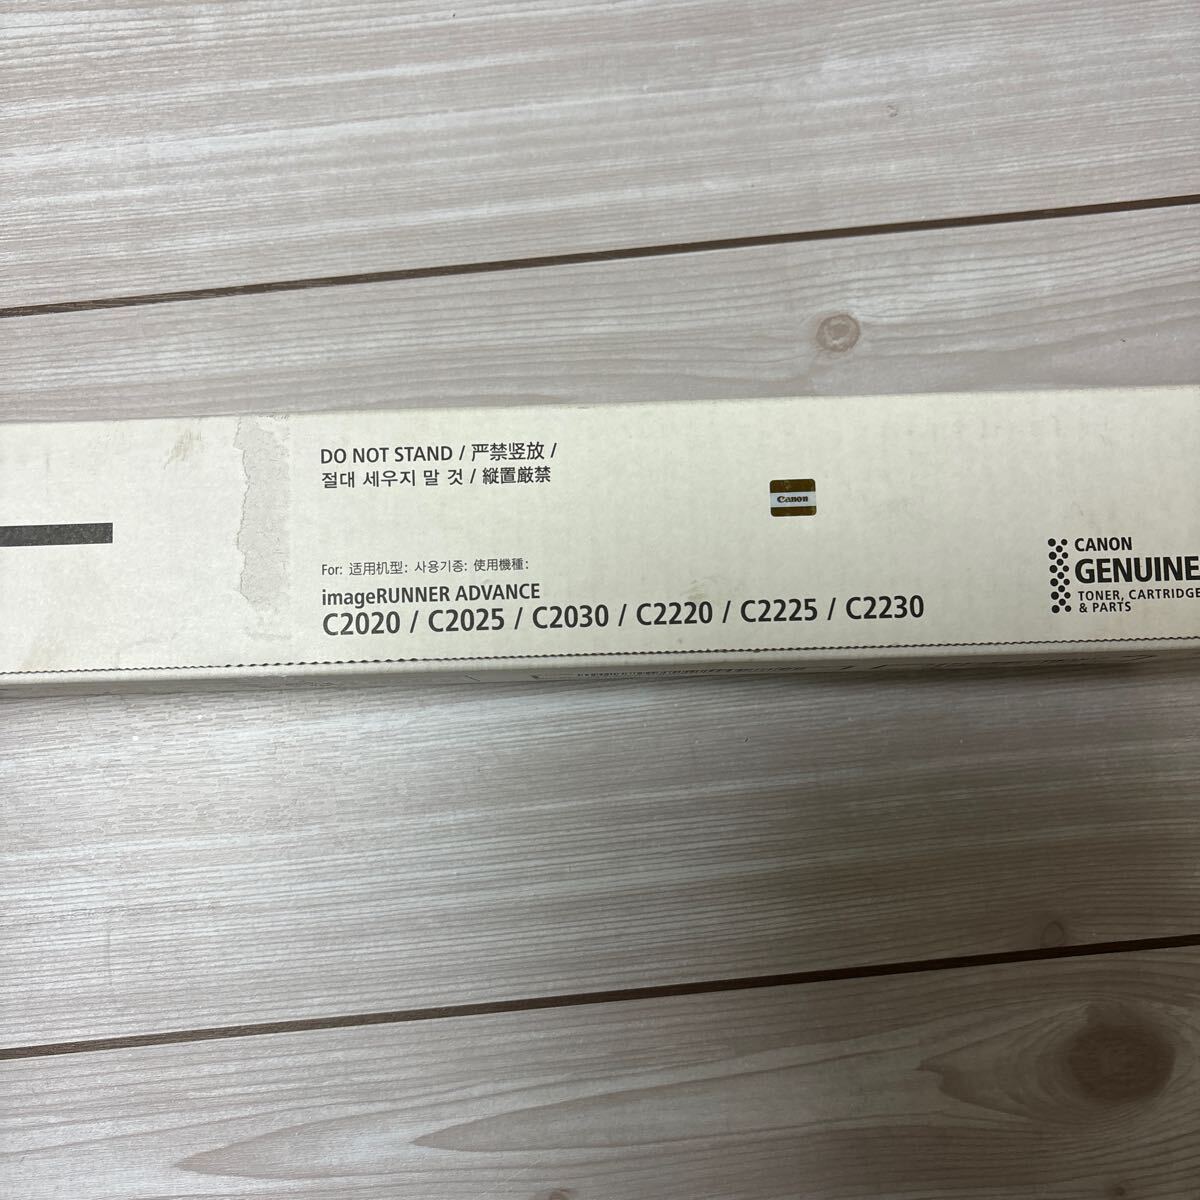 DO NOT STAND / 严禁竖放 /
절대 세우지 말 것 / 縦置厳禁
Canon
For: 适用机型: 사용기종: 使用機種:
imageRUNNER ADVANCE
C2020 / C2025 / C2030 / C2220 / C2225 / C2230
CANON
GENUINE
TONER, CARTRIDGE
& PARTS